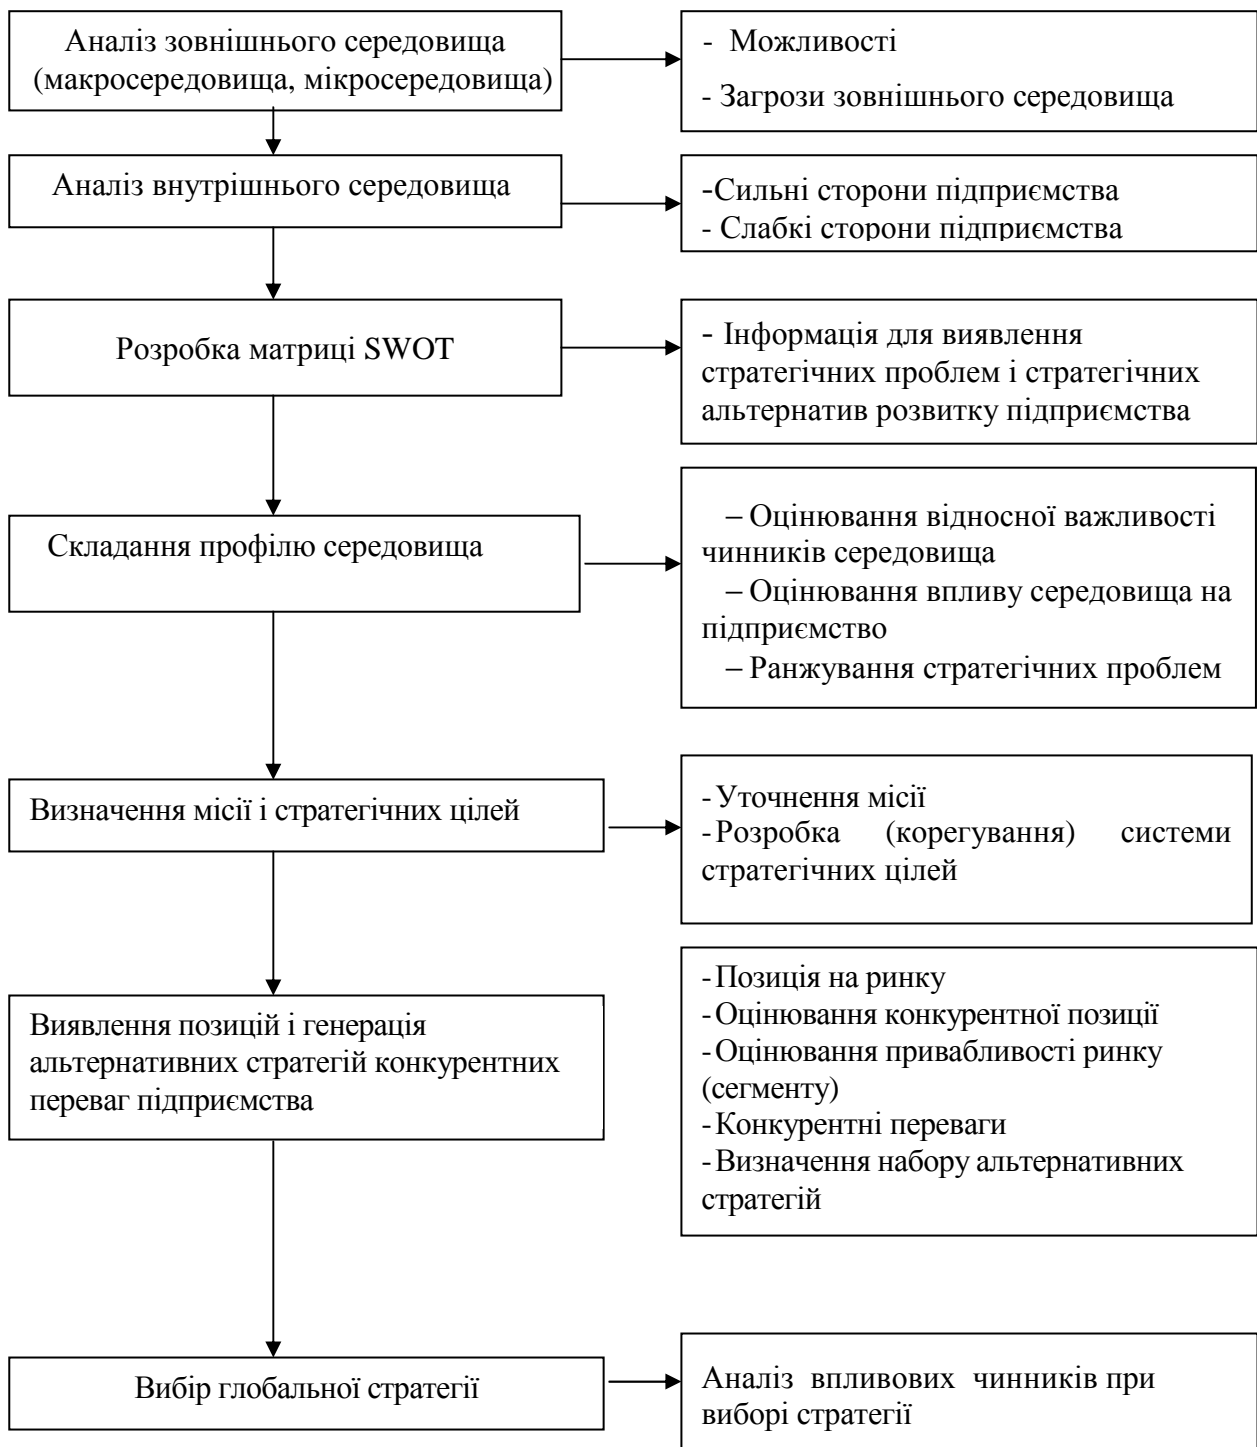 Аналіз зовнішнього середовища
(макросередовища, мікросередовища)
- Можливості
- Загрози зовнішнього середовища
Аналіз внутрішнього середовища
-Сильні сторони підприємства
- Слабкі сторони підприємства
Розробка матриці SWOT
- Інформація для виявлення
стратегічних проблем і стратегічних
альтернатив розвитку підприємства
Складання профілю середовища
– Оцінювання відносної важливості
чинників середовища
– Оцінювання впливу середовища на
підприємство
– Ранжування стратегічних проблем
Визначення місії і стратегічних цілей
-Уточнення місії
-Розробка (корегування) системи
стратегічних цілей
Виявлення позицій і генерація
альтернативних стратегій конкурентних
переваг підприємства
-Позиція на ринку
-Оцінювання конкурентної позиції
-Оцінювання привабливості ринку
(сегменту)
-Конкурентні переваги
-Визначення набору альтернативних
стратегій
Вибір глобальної стратегії
Аналіз впливових чинників при
виборі стратегії